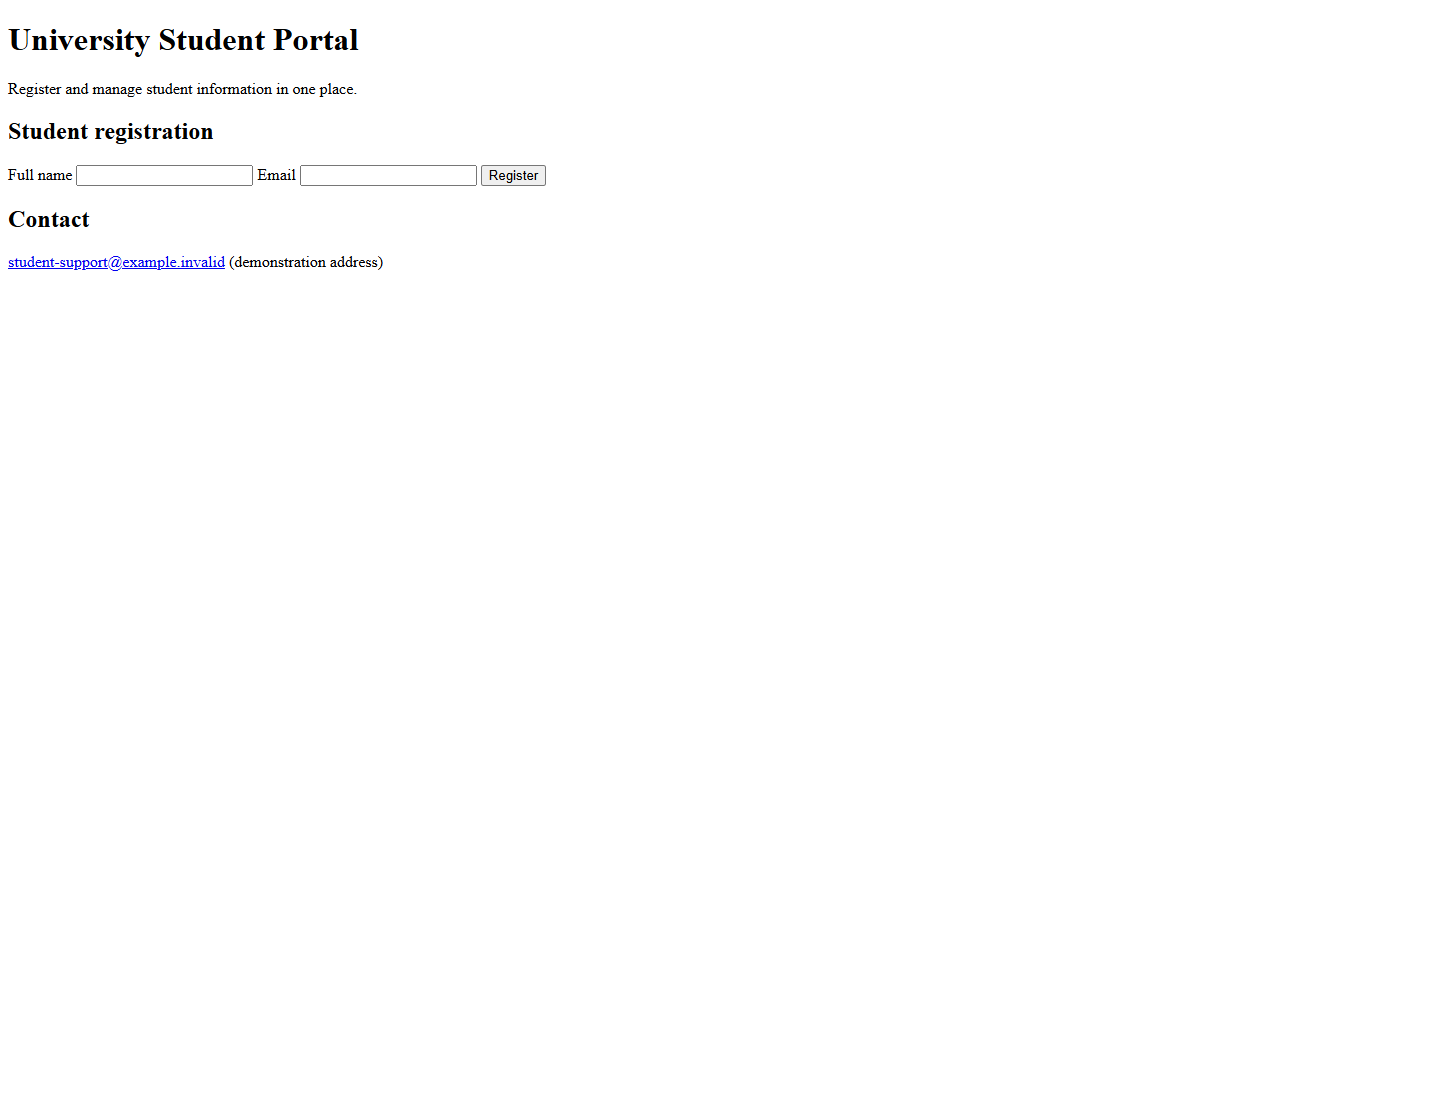 University Student Portal
Register and manage student information in one place.
Student registration
Full name Email Register
Contact
student-support@example.invalid (demonstration address)